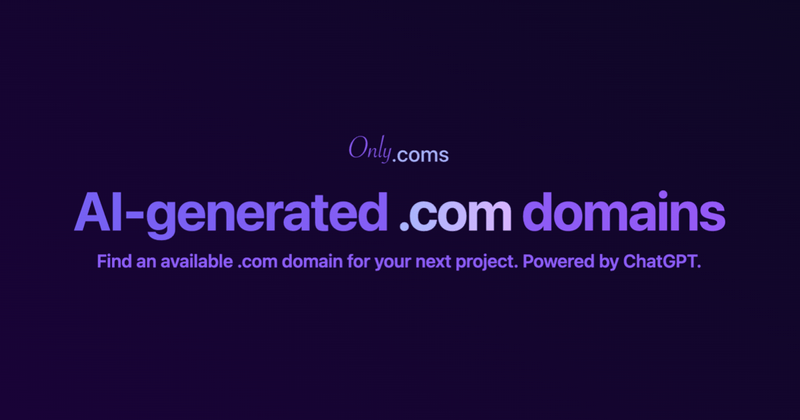 Only.coms
AI-generated .com domains
Find an available .com domain for your next project. Powered by ChatGPT.